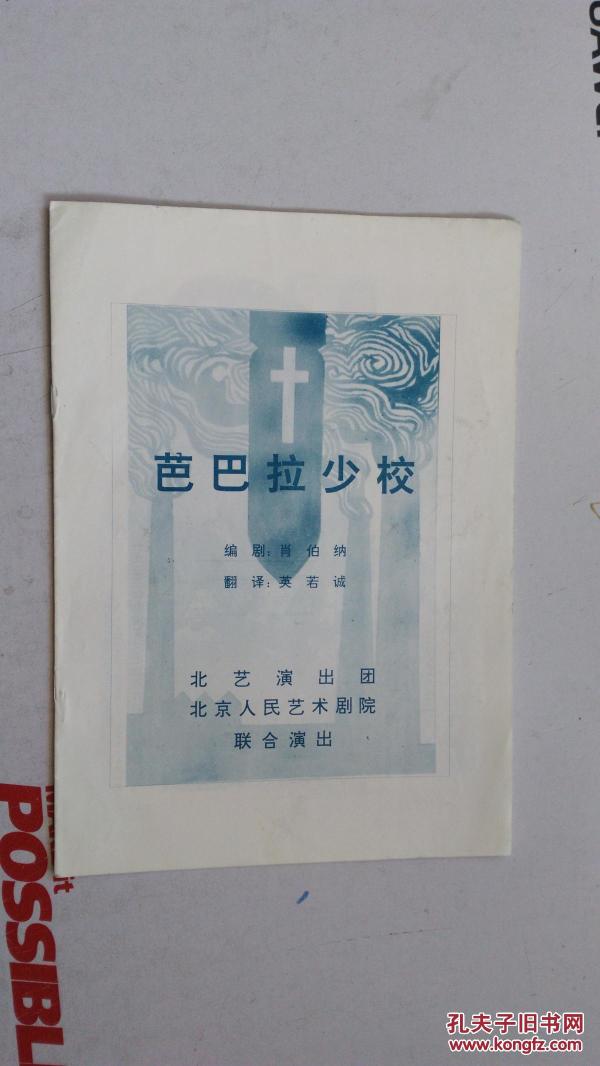 芭巴拉少校
编剧：肖伯纳
翻译：英若诚
北艺演出团
北京人民艺术剧院
联合演出
POSSIBL
孔夫子旧书网
www.kongfz.com